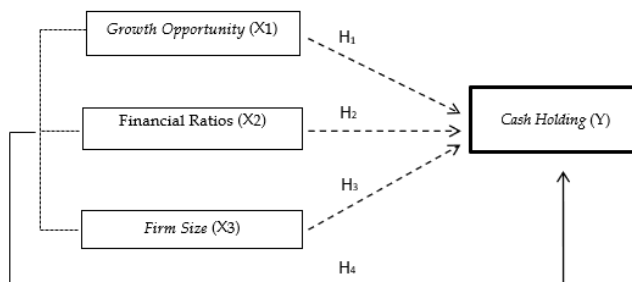 Growth Opportunity (X1)
H1
Financial Ratios (X2)
H2
Cash Holding (Y)
H3
Firm Size (X3)
H4